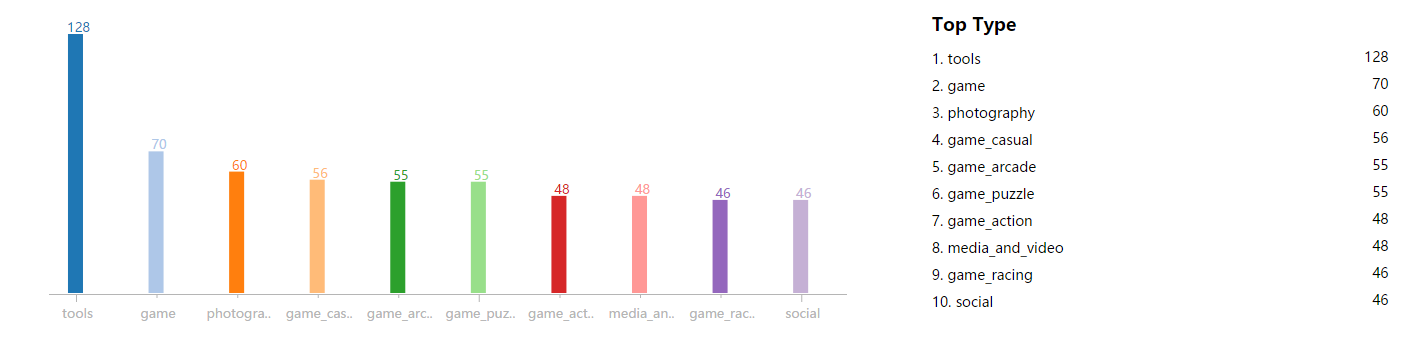 128
70
60
56
55
55
48
48
46
46
tools game photogra.. game_cas.. game_arc.. game_puz.. game_act.. media_an.. game_rac.. social
Top Type
1. tools 128
2. game 70
3. photography 60
4. game_casual 56
5. game_arcade 55
6. game_puzzle 55
7. game_action 48
8. media_and_video 48
9. game_racing 46
10. social 46